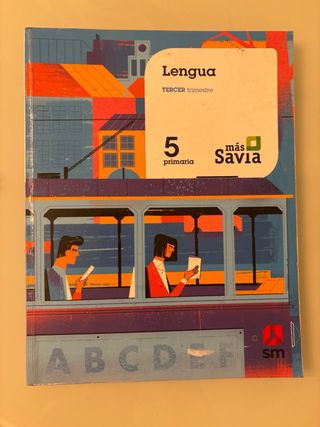 Lengua
TERCER trimestre
5
primaria
más
Savia
ABCDEF
sm